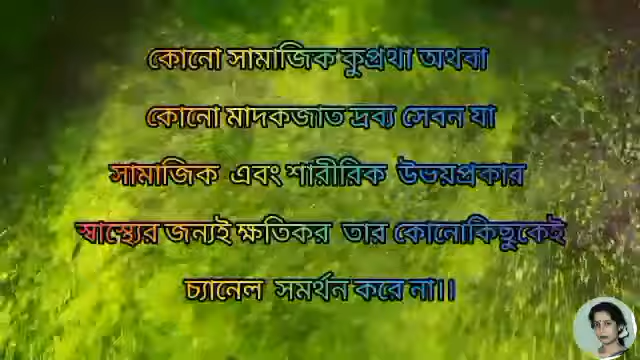 কোনো সামাজিক কুপ্রথা অথবা
কোনো মাদকজাত দ্রব্য সেবন যা
সামাজিক এবং শারীরিক উভয়প্রকার
স্বাস্থ্যের জন্যই ক্ষতিকর তার কোনোকিছুকেই
চ্যানেল সমর্থন করে না।।